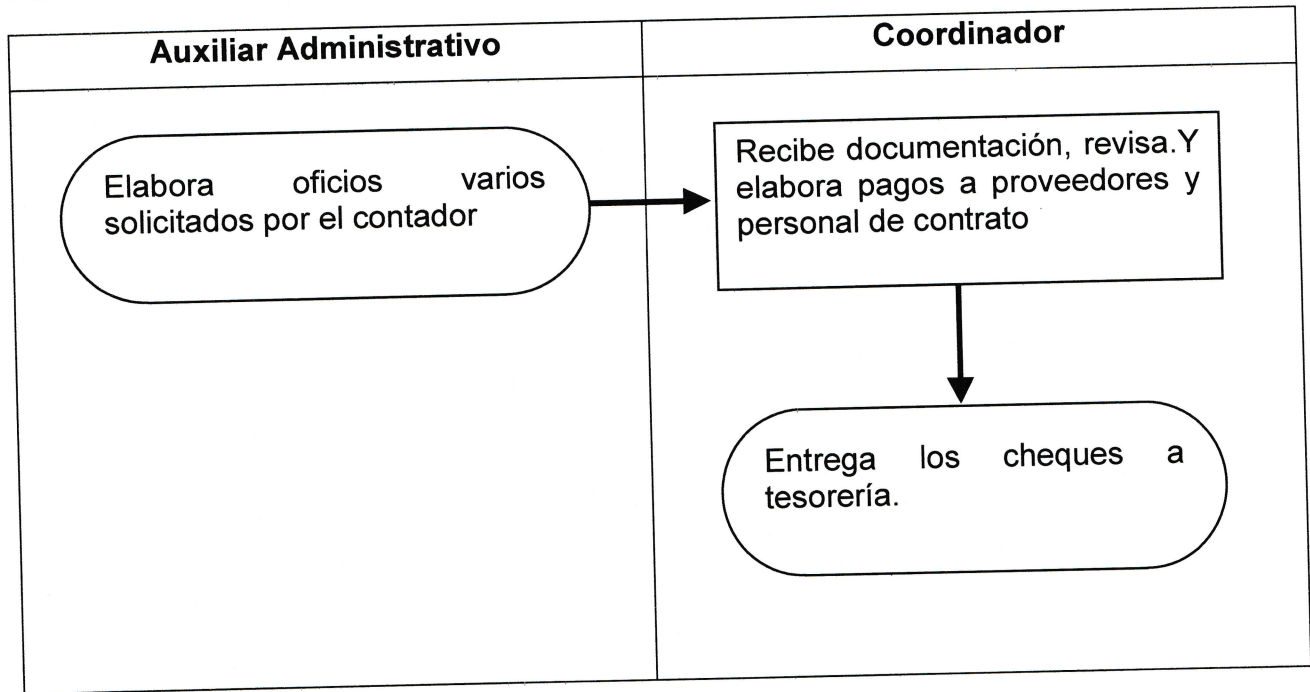 Auxiliar Administrativo
Coordinador
Elabora oficios varios
solicitados por el contador
Recibe documentación, revisa.Y
elabora pagos a proveedores y
personal de contrato
Entrega los cheques a
tesorería.